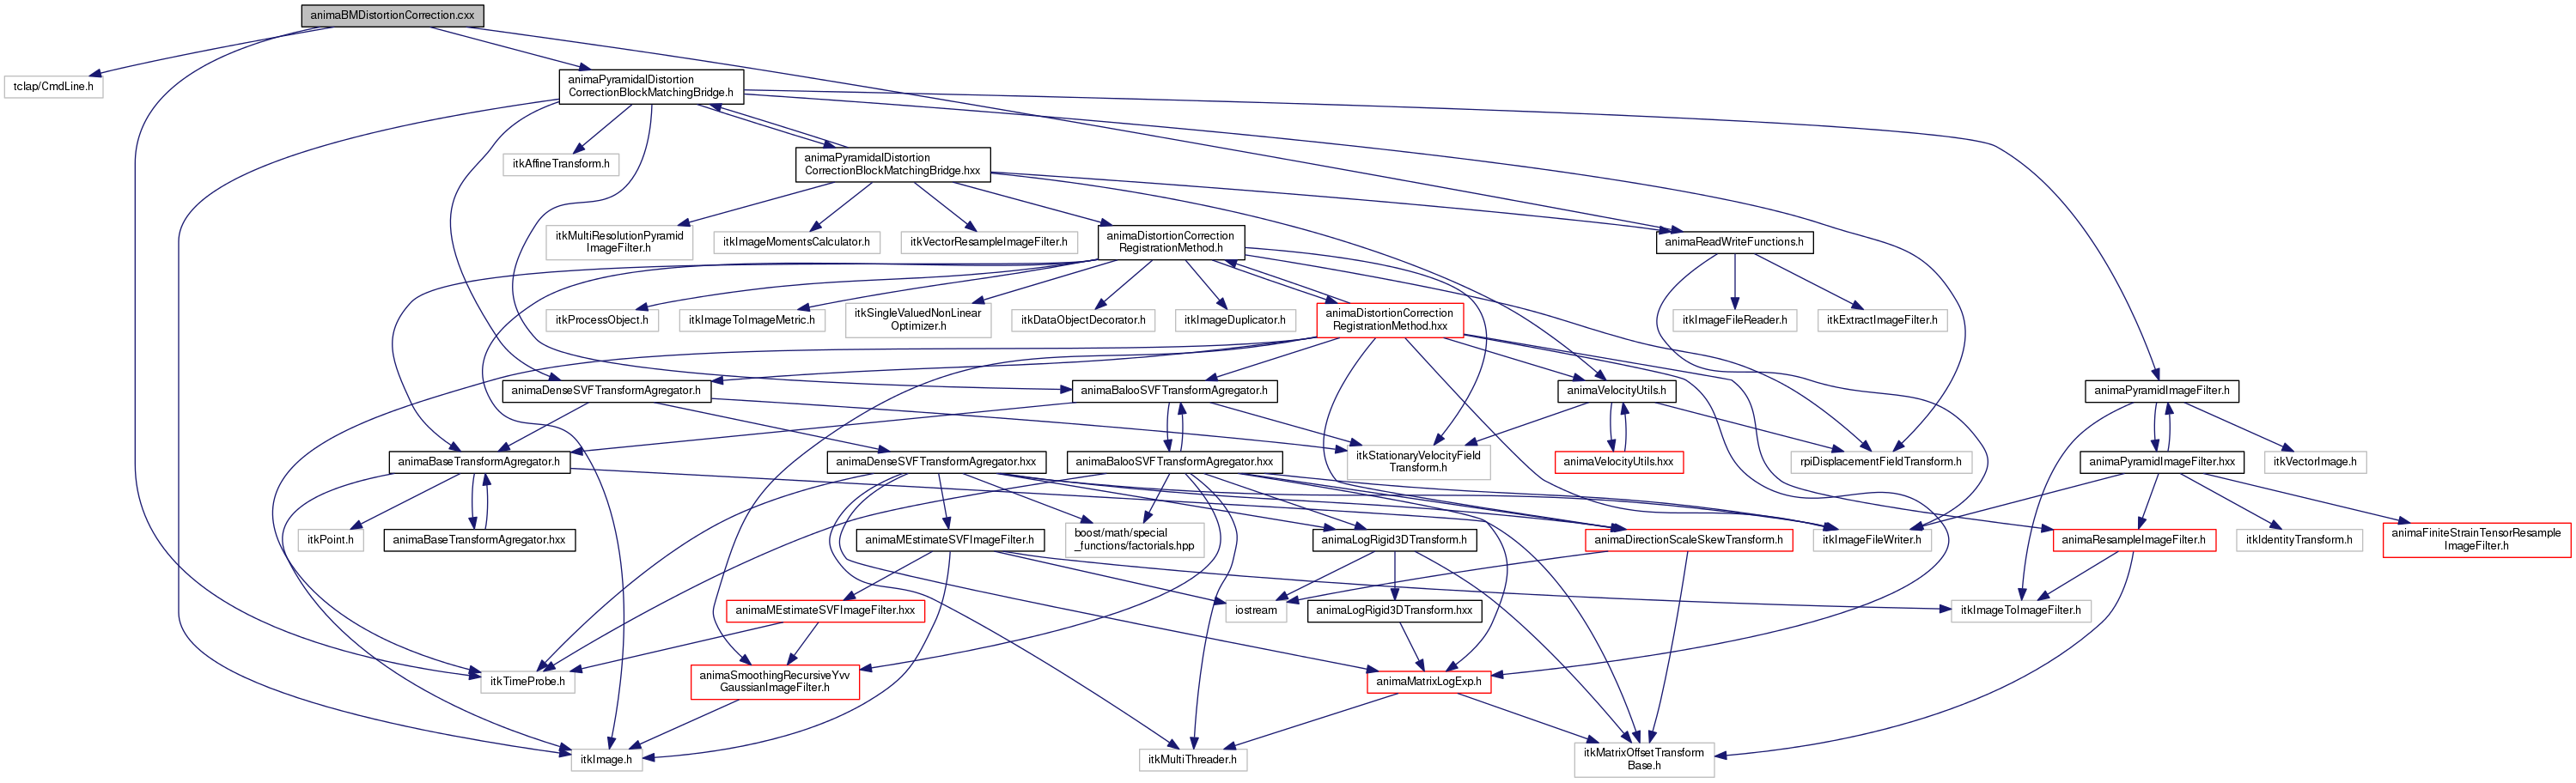 animaBMDistortionCorrection.cxx
tclap/CmdLine.h
animaPyramidalDistortion
CorrectionBlockMatchingBridge.h
itkAffineTransform.h
animaPyramidalDistortion
CorrectionBlockMatchingBridge.hxx
itkMultiResolutionPyramid
ImageFilter.h
itkImageMomentsCalculator.h
itkVectorResampleImageFilter.h
animaDistortionCorrection
RegistrationMethod.h
animaReadWriteFunctions.h
itkProcessObject.h
itkImageToImageMetric.h
itkSingleValuedNonLinear
Optimizer.h
itkDataObjectDecorator.h
itkImageDuplicator.h
animaDistortionCorrection
RegistrationMethod.hxx
itkImageFileReader.h
itkExtractImageFilter.h
animaDenseSVFTransformAgregator.h
animaBalooSVFTransformAgregator.h
animaVelocityUtils.h
animaPyramidImageFilter.h
animaBaseTransformAgregator.h
animaDenseSVFTransformAgregator.hxx
animaBalooSVFTransformAgregator.hxx
itkStationaryVelocityField
Transform.h
animaVelocityUtils.hxx
rpiDisplacementFieldTransform.h
animaPyramidImageFilter.hxx
itkVectorImage.h
itkPoint.h
animaBaseTransformAgregator.hxx
animaMEstimateSVFImageFilter.h
boost/math/special
_functions/factorials.hpp
animaLogRigid3DTransform.h
animaDirectionScaleSkewTransform.h
itkImageFileWriter.h
animaResampleImageFilter.h
itkIdentityTransform.h
animaFiniteStrainTensorResample
ImageFilter.h
animaMEstimateSVFImageFilter.hxx
iostream
animaLogRigid3DTransform.hxx
itkImageToImageFilter.h
itkTimeProbe.h
animaSmoothingRecursiveYvv
GaussianImageFilter.h
animaMatrixLogExp.h
itkImage.h
itkMultiThreader.h
itkMatrixOffsetTransform
Base.h